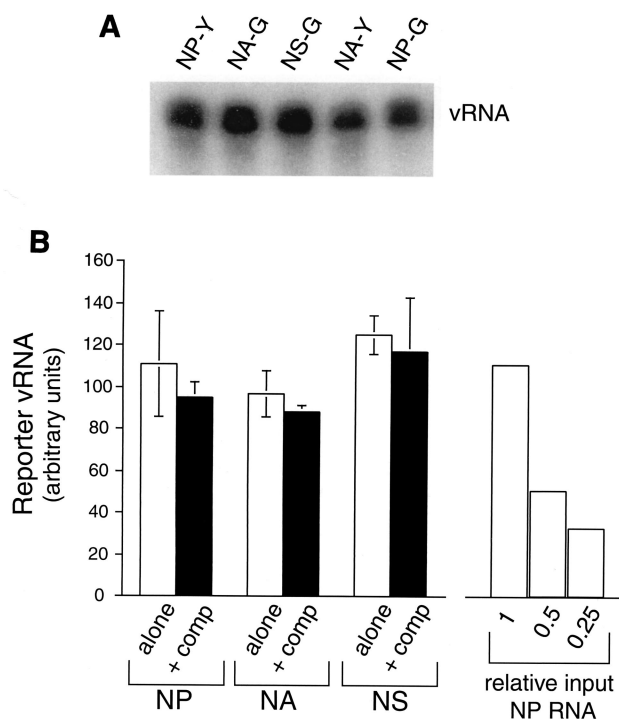 A
NP-Y NA-G NS-G NA-Y NP-G
vRNA
B
Reporter vRNA
(arbitrary units)
160
140
120
100
80
60
40
20
0
alone + comp alone + comp alone + comp 1 0.5 0.25
NP NA NS
relative input
NP RNA